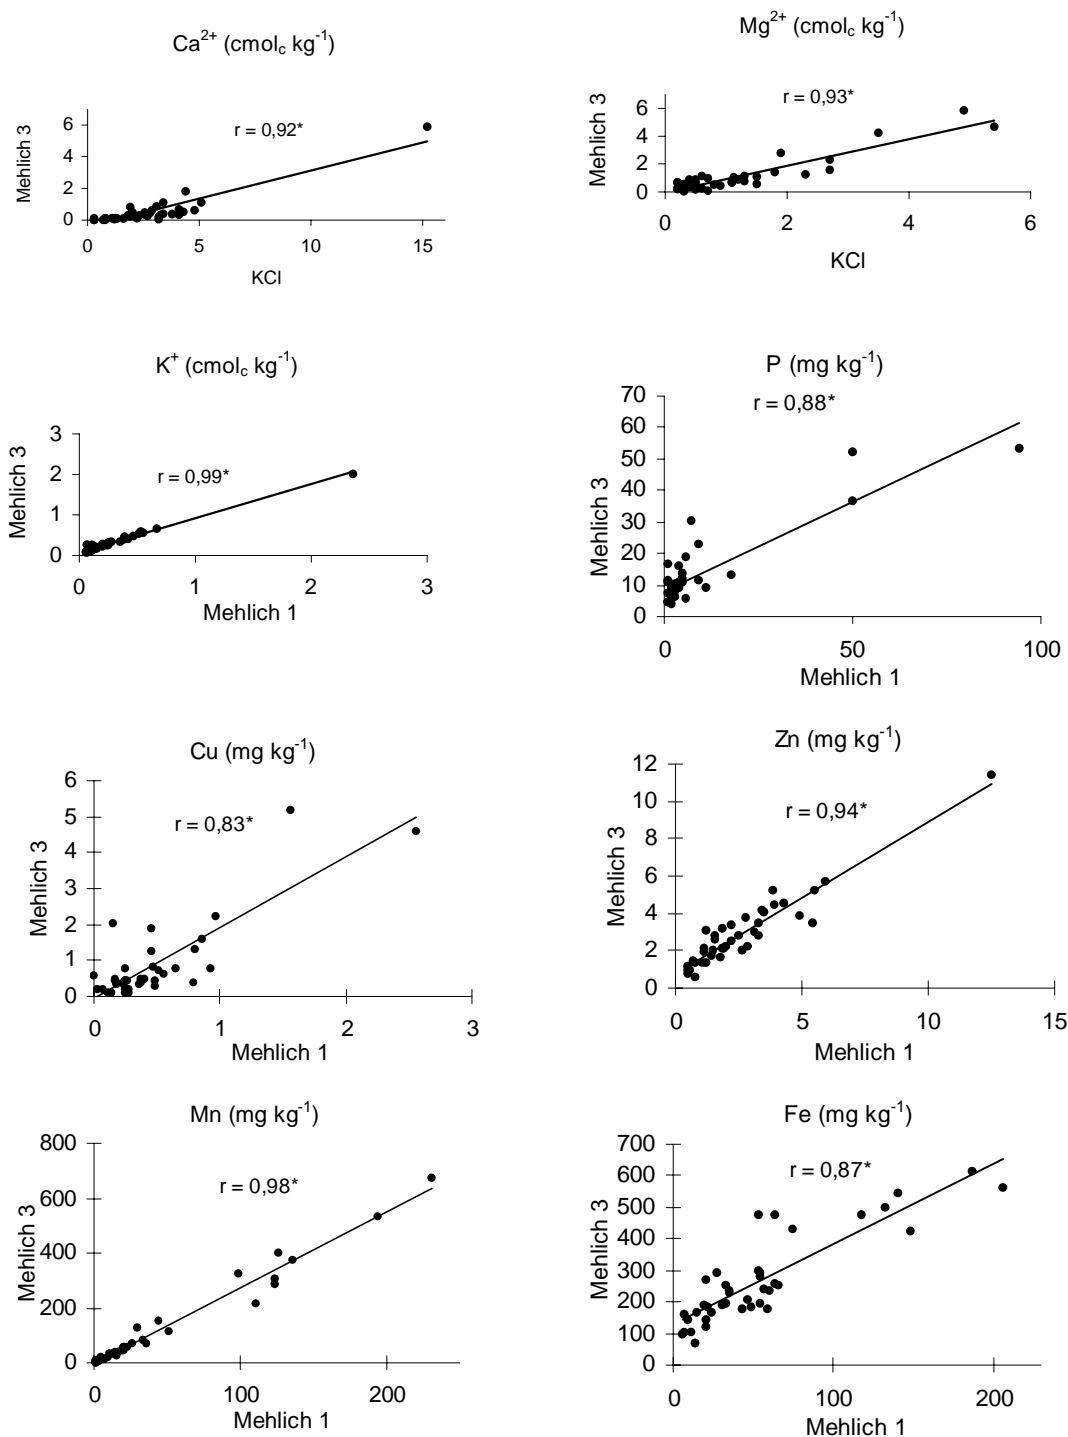 Ca²⁺ (cmol_c kg⁻¹)
r = 0,92*
Mehlich 3
6
4
2
0
0 5 10 15
KCl
Mg²⁺ (cmol_c kg⁻¹)
r = 0,93*
Mehlich 3
6
4
2
0
0 2 4 6
KCl
K⁺ (cmol_c kg⁻¹)
r = 0,99*
Mehlich 3
3
2
1
0
0 1 2 3
Mehlich 1
P (mg kg⁻¹)
r = 0,88*
Mehlich 3
70
60
50
40
30
20
10
0
0 50 100
Mehlich 1
Cu (mg kg⁻¹)
r = 0,83*
Mehlich 3
6
5
4
3
2
1
0
0 1 2 3
Mehlich 1
Zn (mg kg⁻¹)
r = 0,94*
Mehlich 3
12
10
8
6
4
2
0
0 5 10 15
Mehlich 1
Mn (mg kg⁻¹)
r = 0,98*
Mehlich 3
800
600
400
200
0
0 100 200
Mehlich 1
Fe (mg kg⁻¹)
r = 0,87*
Mehlich 3
700
600
500
400
300
200
100
0
0 100 200
Mehlich 1